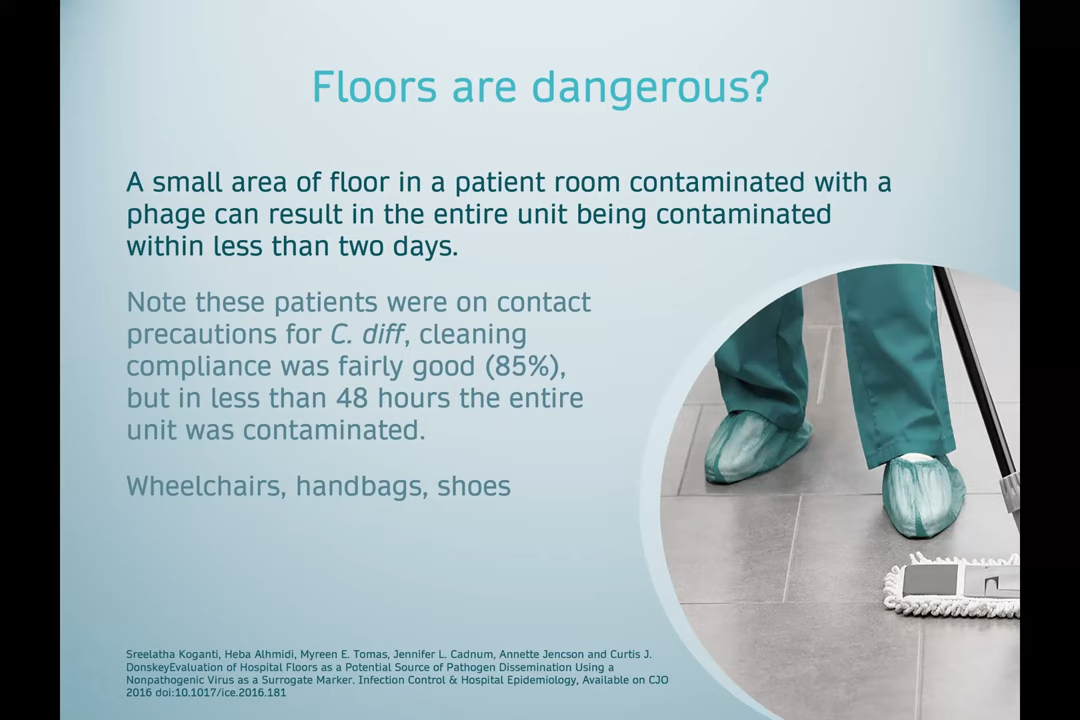 Floors are dangerous?
A small area of floor in a patient room contaminated with a
phage can result in the entire unit being contaminated
within less than two days.
Note these patients were on contact
precautions for C. diff, cleaning
compliance was fairly good (85%),
but in less than 48 hours the entire
unit was contaminated.
Wheelchairs, handbags, shoes
Sreelatha Koganti, Heba Alhmidi, Myreen E. Tomas, Jennifer L. Cadnum, Annette Jencson and Curtis J.
DonskeyEvaluation of Hospital Floors as a Potential Source of Pathogen Dissemination Using a
Nonpathogenic Virus as a Surrogate Marker. Infection Control & Hospital Epidemiology, Available on CJO
2016 doi:10.1017/ice.2016.181